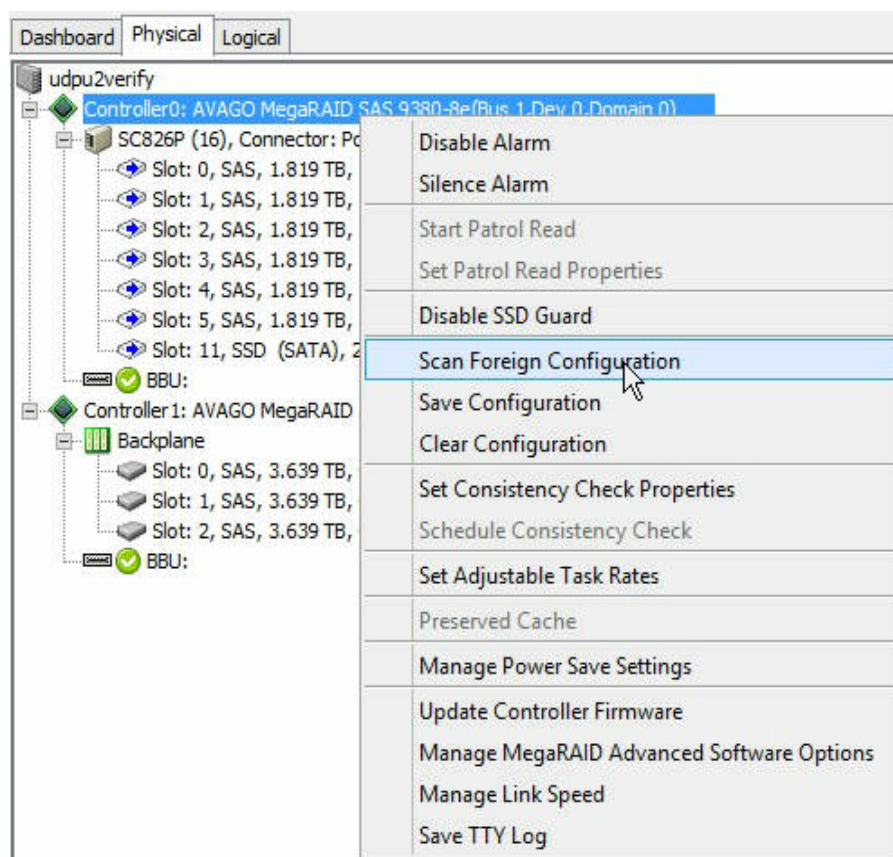 Dashboard Physical Logical
udpu2verify
Controller0: AVAGO MegaRAID SAS 9380-8e(Bus 1,Dev 0,Domain 0)
SC826P (16), Connector: Po
Slot: 0, SAS, 1.819 TB,
Slot: 1, SAS, 1.819 TB,
Slot: 2, SAS, 1.819 TB,
Slot: 3, SAS, 1.819 TB,
Slot: 4, SAS, 1.819 TB,
Slot: 5, SAS, 1.819 TB,
Slot: 11, SSD (SATA), 2
BBU:
Controller1: AVAGO MegaRAID
Backplane
Slot: 0, SAS, 3.639 TB,
Slot: 1, SAS, 3.639 TB,
Slot: 2, SAS, 3.639 TB,
BBU:
Disable Alarm
Silence Alarm
Start Patrol Read
Set Patrol Read Properties
Disable SSD Guard
Scan Foreign Configuration
Save Configuration
Clear Configuration
Set Consistency Check Properties
Schedule Consistency Check
Set Adjustable Task Rates
Preserved Cache
Manage Power Save Settings
Update Controller Firmware
Manage MegaRAID Advanced Software Options
Manage Link Speed
Save TTY Log